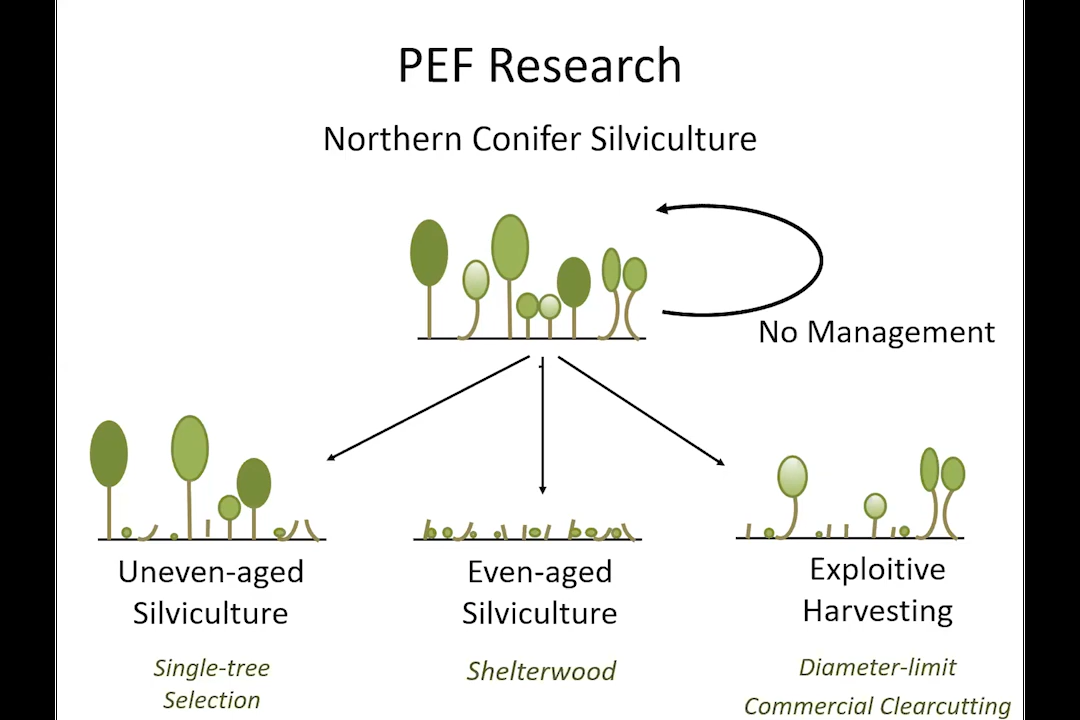 PEF Research
Northern Conifer Silviculture
No Management
Uneven-aged
Silviculture
Single-tree
Selection
Even-aged
Silviculture
Shelterwood
Exploitive
Harvesting
Diameter-limit
Commercial Clearcutting